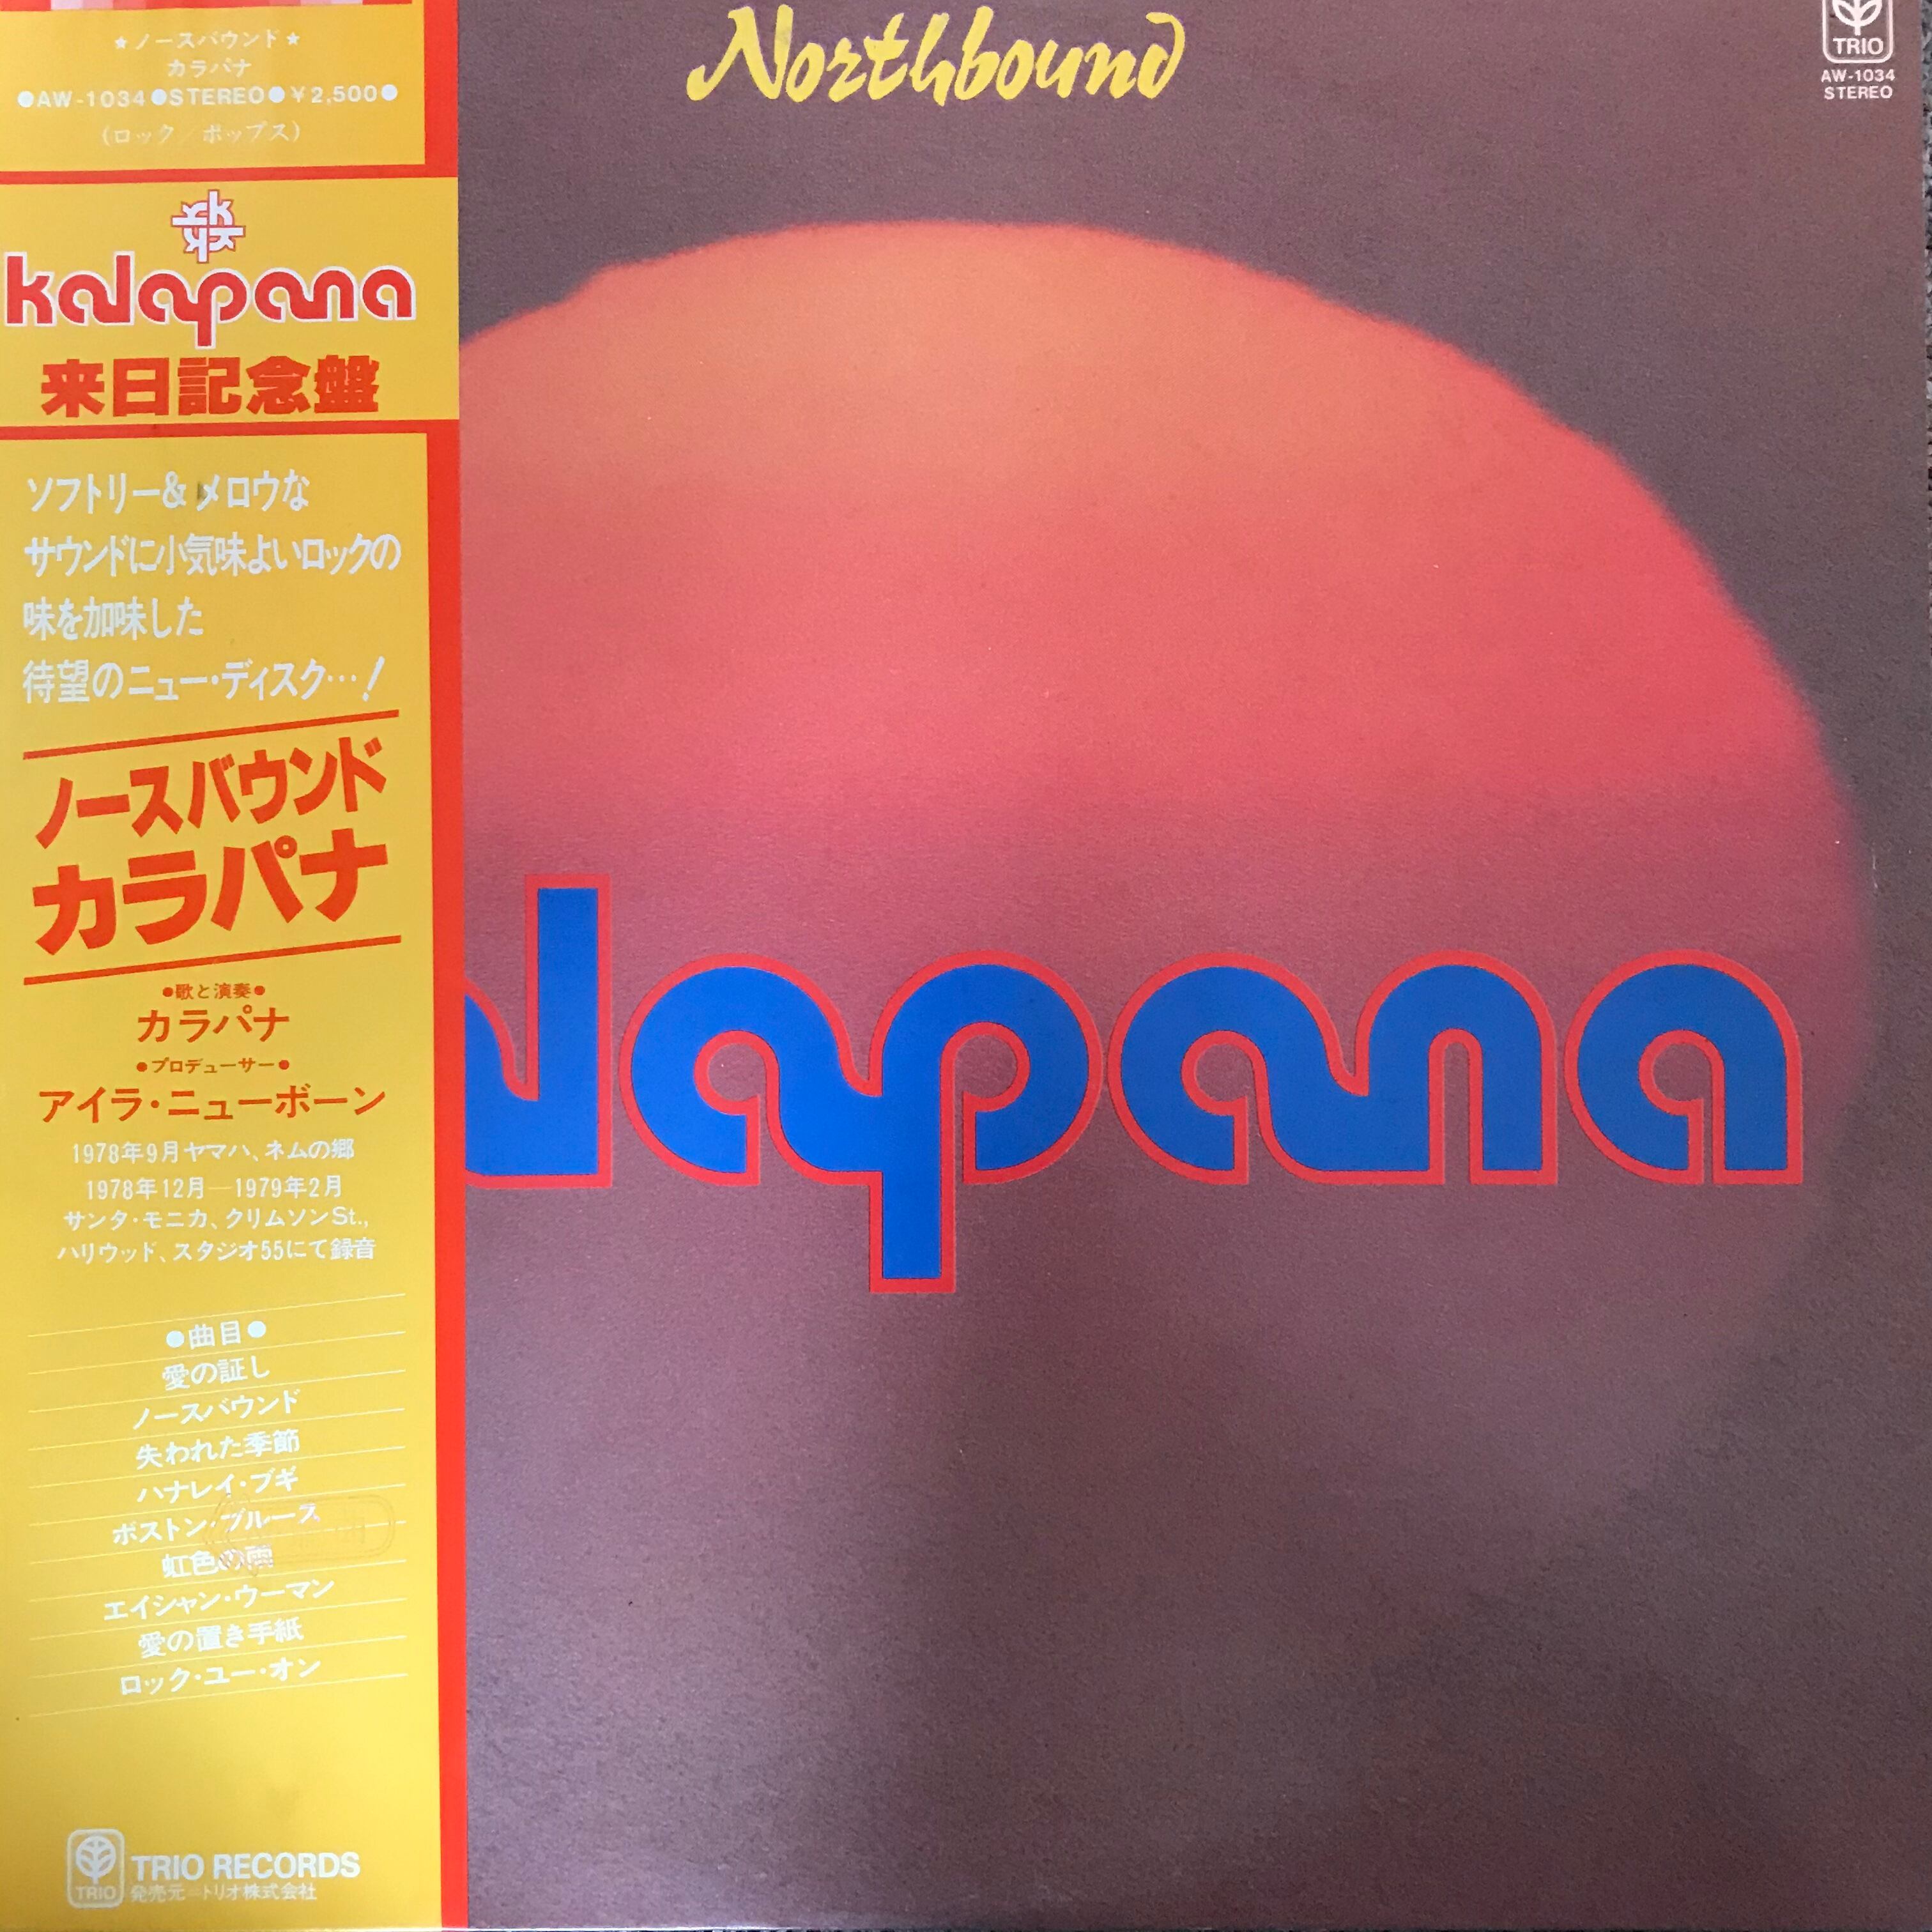 ★ノースバウンド★
カラパナ
●AW-1034●STEREO●¥2,500●
(ロック/ポップス)
kalapana
来日記念盤
ソフトリー&メロウな
サウンドに小気味よいロックの
味を加味した
待望のニュー・ディスク…!
ノースバウンド
カラパナ
●歌と演奏●
カラパナ
●プロデューサー●
アイラ・ニューボーン
1978年9月ヤマハ、ネムの郷
1978年12月—1979年2月
サンタ・モニカ、クリムソンSt.,
ハリウッド、スタジオ55にて録音
●曲目●
愛の証し
ノースバウンド
失われた季節
ハナレイ・ブギ
ボストン・ブルース
虹色の雨
エイシャン・ウーマン
愛の置き手紙
ロック・ユー・オン
TRIO
TRIO RECORDS
発売元=トリオ株式会社
Northbound
TRIO
AW-1034
STEREO
alapana